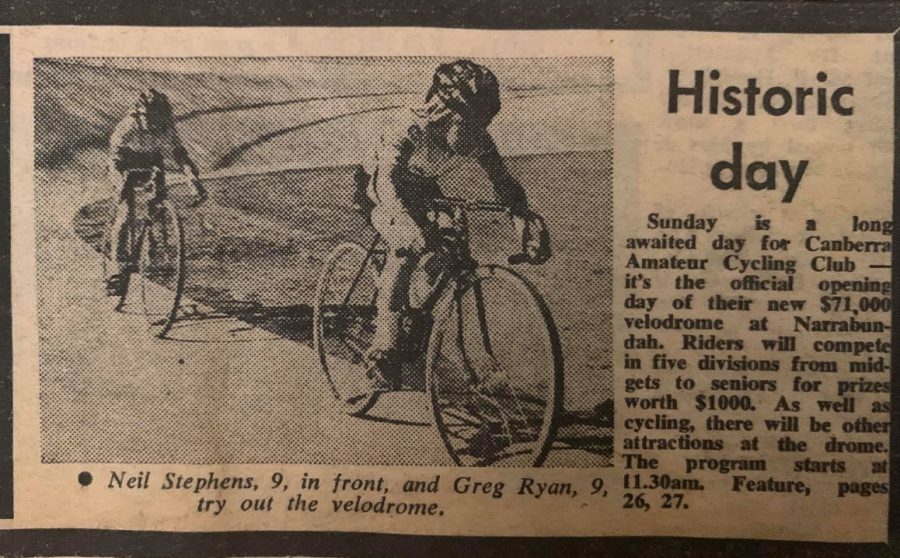 Historic
day
Sunday is a long
awaited day for Canberra
Amateur Cycling Club —
it's the official opening
day of their new $71,000
velodrome at Narrabun-
dah. Riders will compete
in five divisions from mid-
gets to seniors for prizes
worth $1000. As well as
cycling, there will be other
attractions at the drome.
The program starts at
11.30am. Feature, pages
26, 27.
● Neil Stephens, 9, in front, and Greg Ryan, 9,
try out the velodrome.